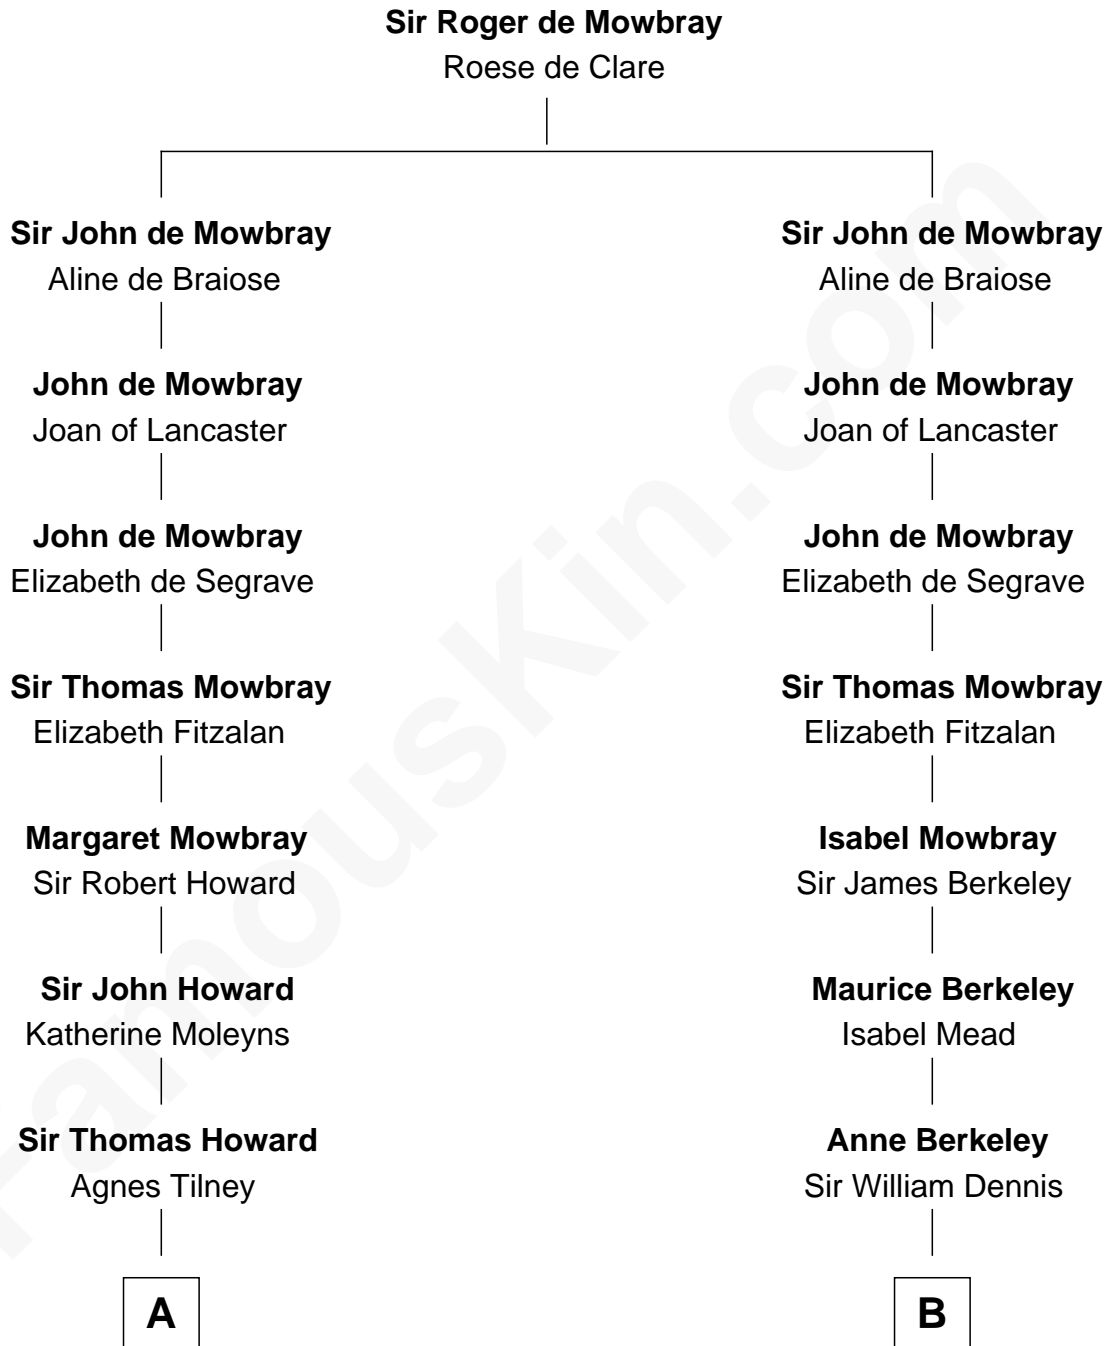 Sir Roger de Mowbray
Roese de Clare
Sir John de Mowbray
Aline de Braiose
Sir John de Mowbray
Aline de Braiose
John de Mowbray
Joan of Lancaster
John de Mowbray
Joan of Lancaster
John de Mowbray
Elizabeth de Segrave
John de Mowbray
Elizabeth de Segrave
Sir Thomas Mowbray
Elizabeth Fitzalan
Sir Thomas Mowbray
Elizabeth Fitzalan
Margaret Mowbray
Sir Robert Howard
Isabel Mowbray
Sir James Berkeley
Sir John Howard
Katherine Moleyns
Maurice Berkeley
Isabel Mead
Sir Thomas Howard
Agnes Tilney
Anne Berkeley
Sir William Dennis
A
B
FamousKin.com